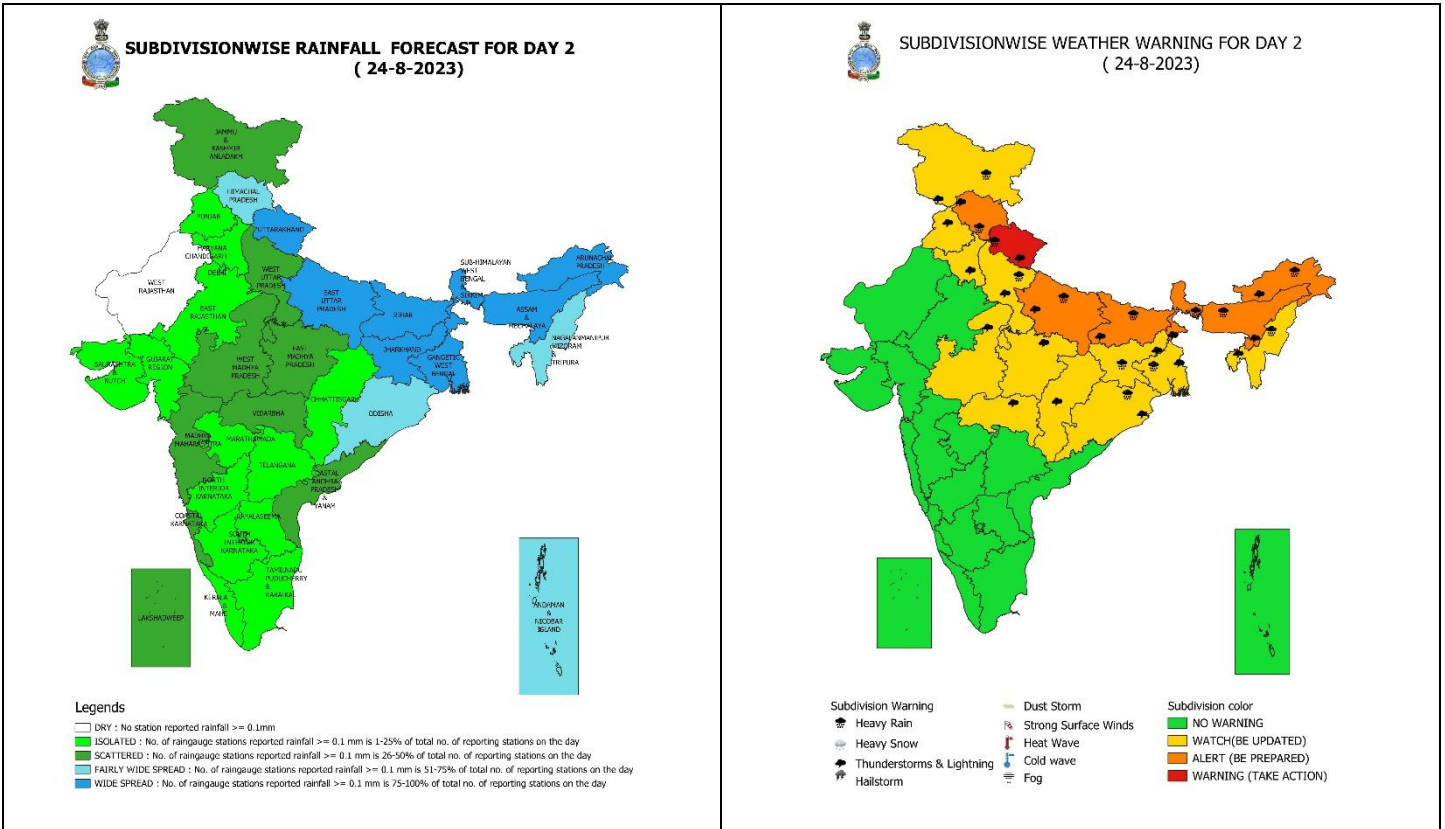 SUBDIVISIONWISE RAINFALL FORECAST FOR DAY 2
( 24-8-2023)
JAMMU
&
KASHMIR
ANLADAKH
HIMACHAL
PRADESH
PUNJAB
UTTARAKHAND
HARYANA
CHANDIGARH
&
DELHI
WEST
UTTAR
PRADESH
WEST
RAJASTHAN
EAST
RAJASTHAN
EAST
UTTAR
PRADESH
BIHAR
SUB-HIMALAYAN
WEST
BENGAL
&
SIKKIM
ARUNACHAL
PRADESH
ASSAM
&
MEGHALAYA
NAGALANMANIPUR
MIZORAM
&
TRIPURA
JHARKHAND
GANGETIC
WEST
BENGAL
SAURASHTRA
&
KUTCH
GUJARAT
REGION
WEST
MADHYA
PRADESH
EAST
MADHYA
PRADESH
CHHATTISGARH
ODISHA
VIDARBHA
MADHYA
MAHARASHTRA
MARATHAWADA
TELANGANA
COASTAL
ANDHRA
PRADESH
&
YANAM
NORTH
INTERIOR
KARNATAKA
COASTAL
KARNATAKA
RAYALASEEMA
SOUTH
INTERIOR
KARNATAKA
TAMILNADU
PUDUCHERRY
&
KARAIKAL
KERALA
&
MAHE
LAKSHADWEEP
ANDAMAN
&
NICOBAR
ISLAND
Legends
DRY : No station reported rainfall >= 0.1mm
ISOLATED : No. of raingauge stations reported rainfall >= 0.1 mm is 1-25% of total no. of reporting stations on the day
SCATTERED : No. of raingauge stations reported rainfall >= 0.1 mm is 26-50% of total no. of reporting stations on the day
FAIRLY WIDE SPREAD : No. of raingauge stations reported rainfall >= 0.1 mm is 51-75% of total no. of reporting stations on the day
WIDE SPREAD : No. of raingauge stations reported rainfall >= 0.1 mm is 75-100% of total no. of reporting stations on the day
SUBDIVISIONWISE WEATHER WARNING FOR DAY 2
( 24-8-2023)
Subdivision Warning
Heavy Rain
Heavy Snow
Thunderstorms & Lightning
Hailstorm
Dust Storm
Strong Surface Winds
Heat Wave
Cold wave
Fog
Subdivision color
NO WARNING
WATCH(BE UPDATED)
ALERT (BE PREPARED)
WARNING (TAKE ACTION)